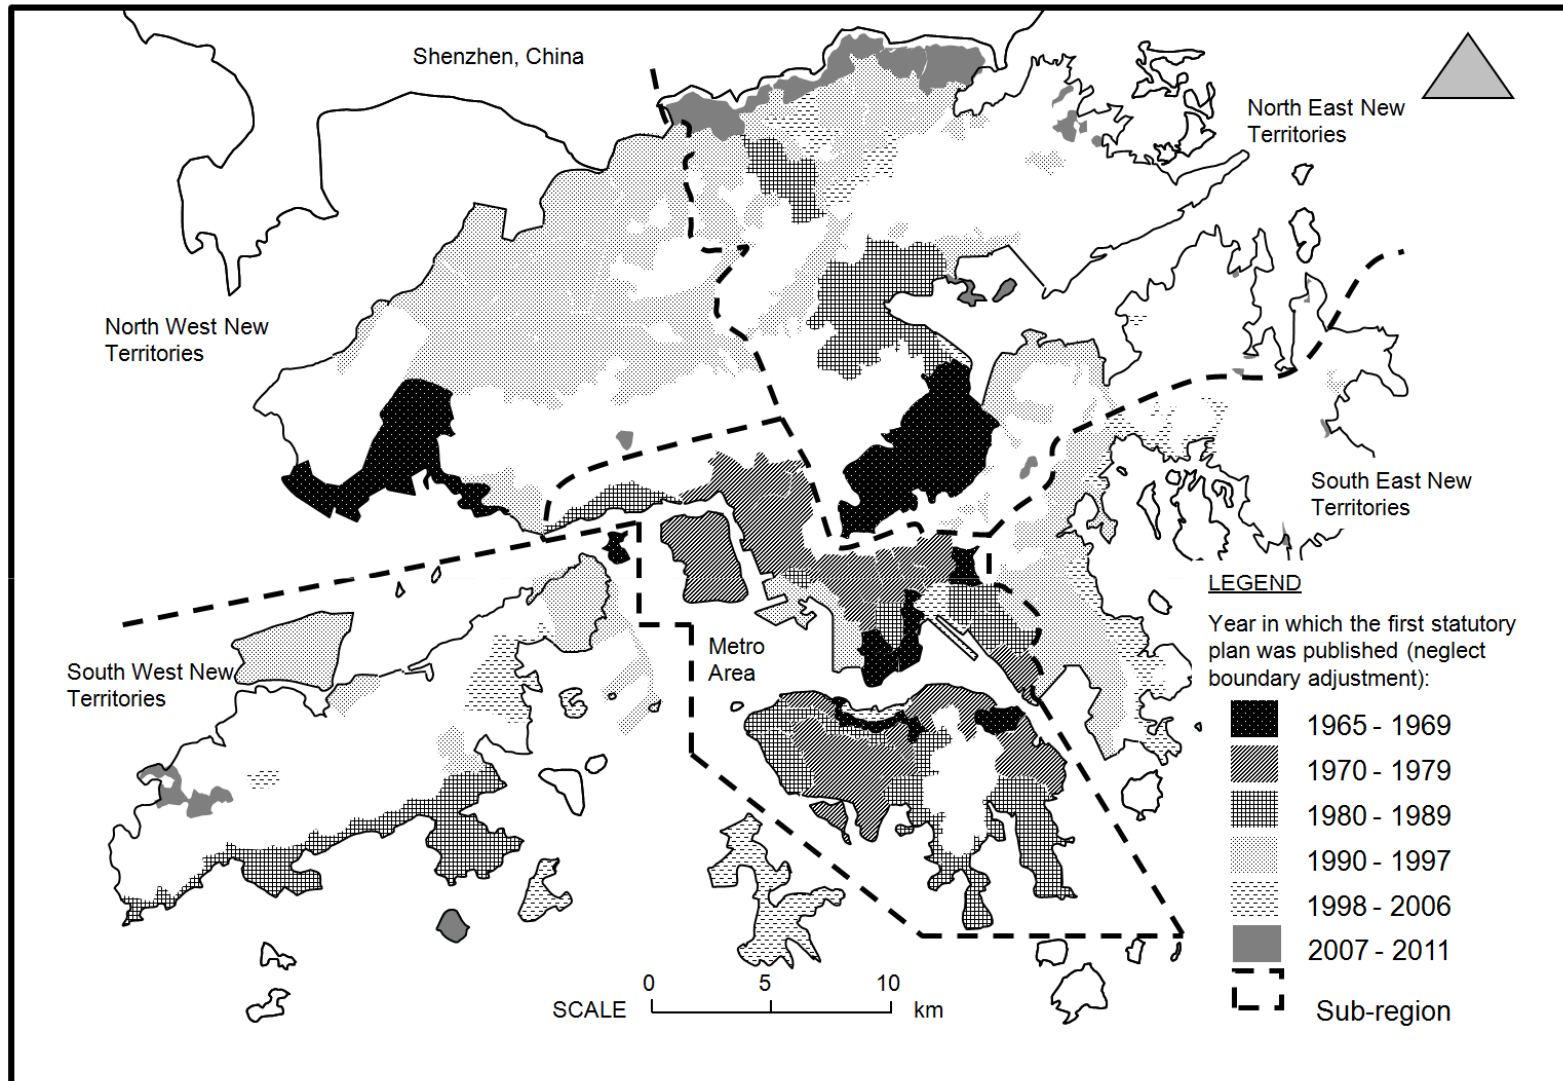 Shenzhen, China
North East New
Territories
North West New
Territories
South East New
Territories
South West New
Territories
Metro
Area
LEGEND
Year in which the first statutory
plan was published (neglect
boundary adjustment):
1965 - 1969
1970 - 1979
1980 - 1989
1990 - 1997
1998 - 2006
2007 - 2011
Sub-region
0 5 10
SCALE km